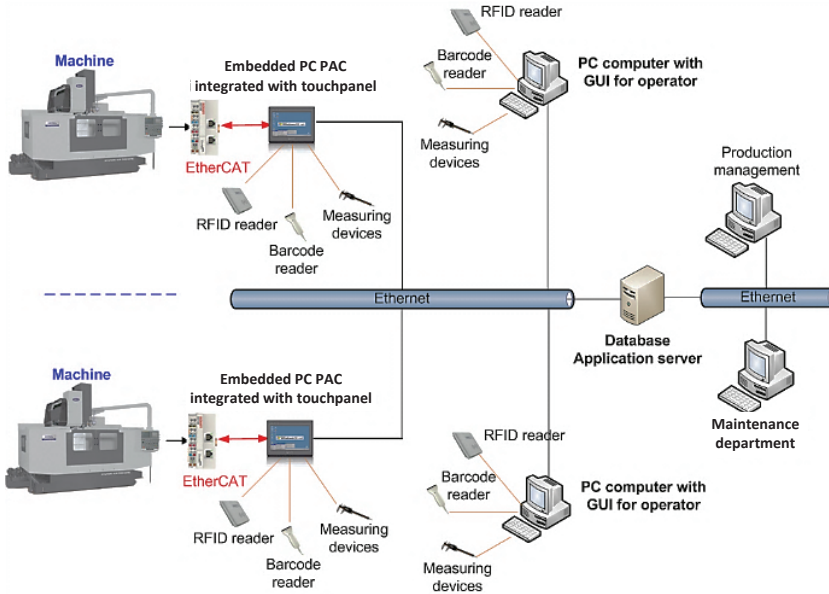 RFID reader
Machine
Embedded PC PAC
integrated with touchpanel
Barcode
reader
PC computer with
GUI for operator
EtherCAT
Measuring
devices
Production
management
RFID reader
Measuring
devices
Barcode
reader
Ethernet
Ethernet
Database
Application server
Machine
Embedded PC PAC
integrated with touchpanel
Maintenance
department
RFID reader
EtherCAT
Barcode
reader
PC computer with
GUI for operator
RFID reader
Measuring
devices
Barcode
reader
Measuring
devices